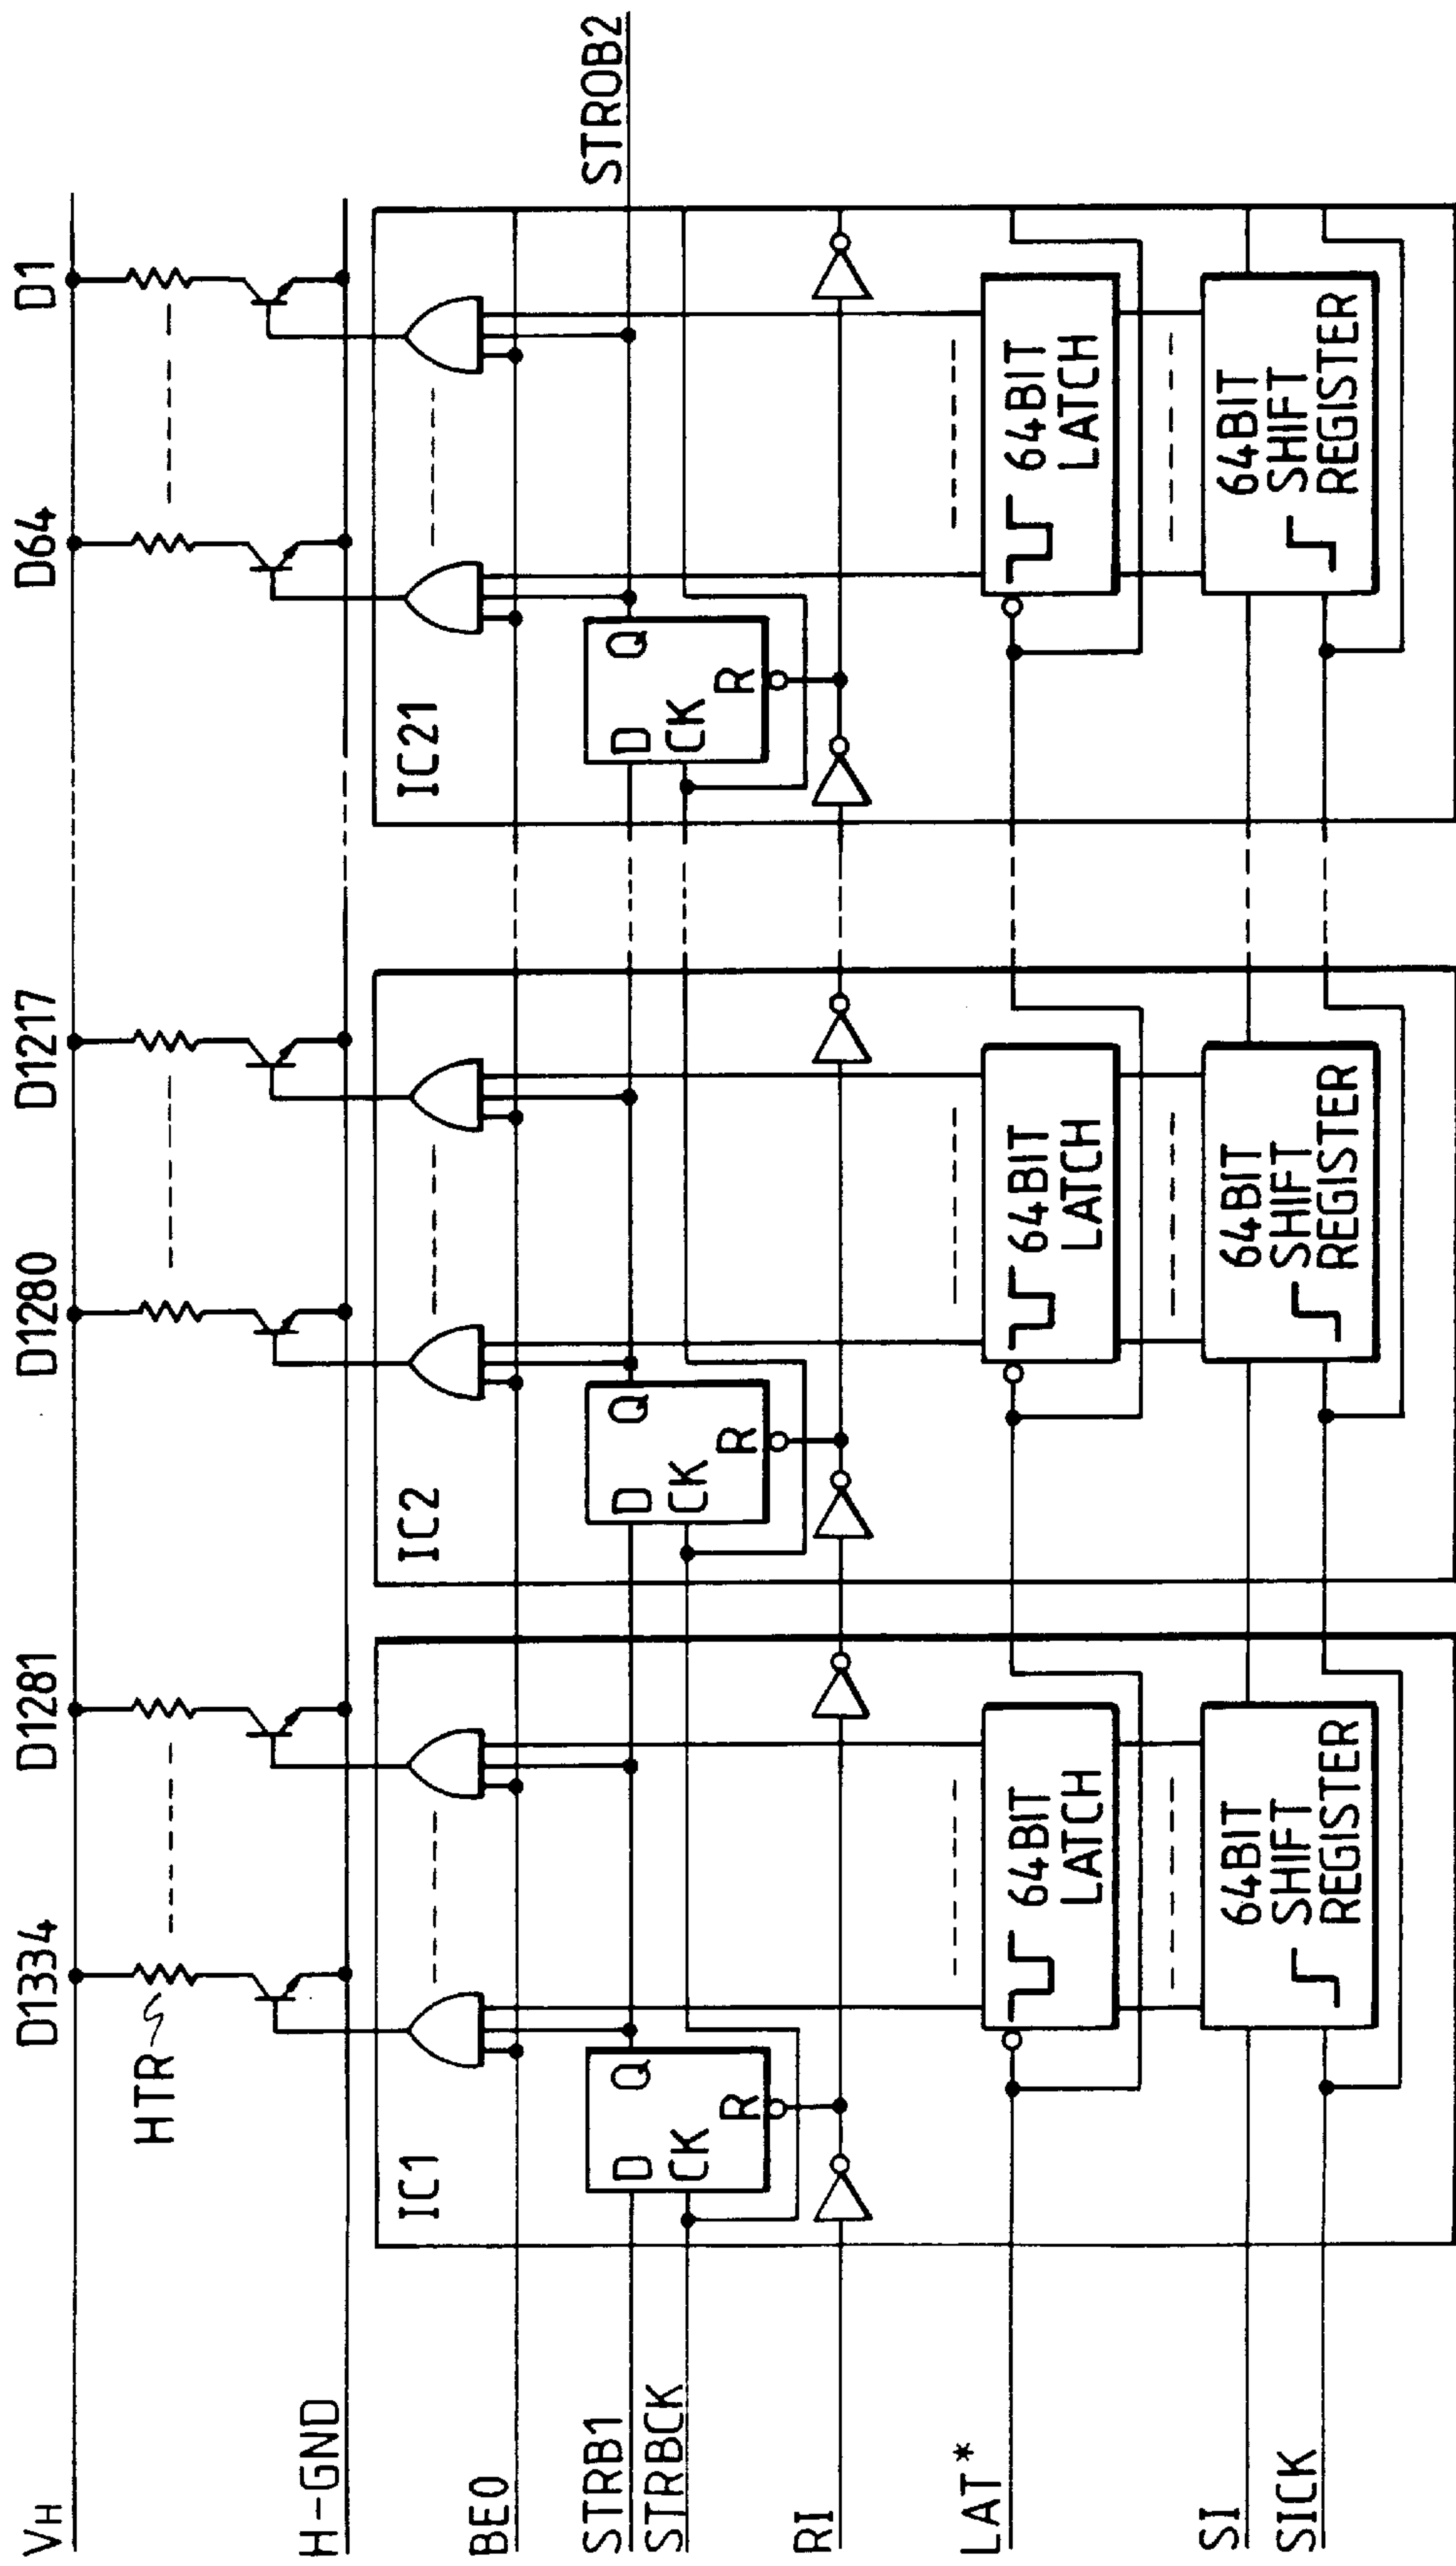 D1334
D1281
D1280
D1217
D64
D1
VH
HTR
H-GND
BEO
STRB1
STRBCK
RI
LAT*
SI
SICK
STROB2
IC1
D
Q
CK
R
64BIT
LATCH
64BIT
SHIFT
REGISTER
IC2
D
Q
CK
R
64BIT
LATCH
64BIT
SHIFT
REGISTER
IC21
D
Q
CK
R
64BIT
LATCH
64BIT
SHIFT
REGISTER